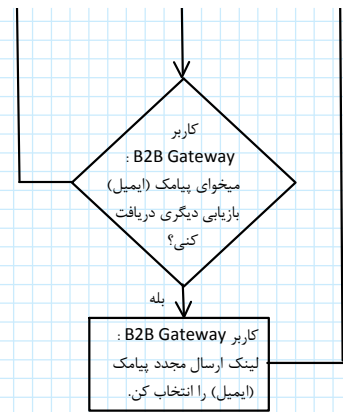 کاربر
B2B Gateway :
میخوای پیامک (ایمیل)
بازیابی دیگری دریافت
کنی؟
بله
کاربر B2B Gateway :
لینک ارسال مجدد پیامک
(ایمیل) را انتخاب کن.